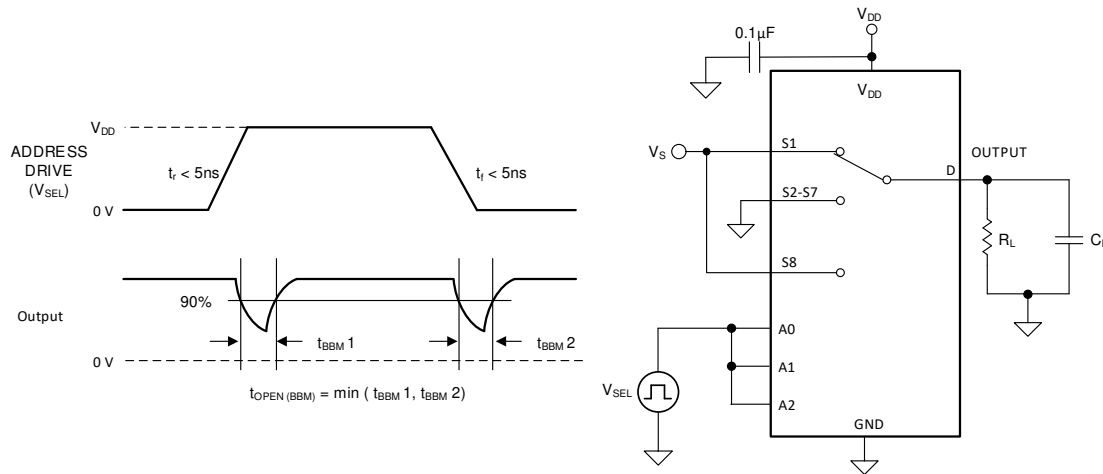 V_DD
ADDRESS
DRIVE
(V_SEL)
t_r < 5ns
t_f < 5ns
0 V
90%
Output
t_BBM 1
t_BBM 2
0 V
t_OPEN (BBM) = min ( t_BBM 1, t_BBM 2)
V_DD
0.1µF
V_DD
V_S
S1
OUTPUT
D
S2-S7
R_L
S8
A0
A1
V_SEL
A2
GND